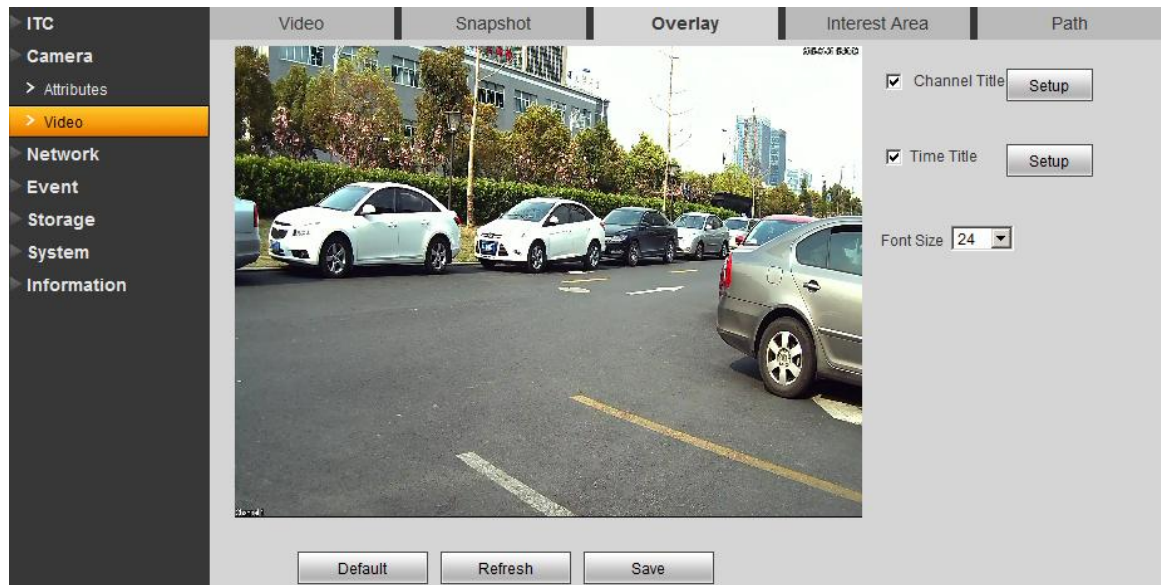 ITC
Camera
Attributes
Video
Network
Event
Storage
System
Information
Video Snapshot Overlay Interest Area Path
Channel Title Setup
Time Title Setup
Font Size 24
Default Refresh Save